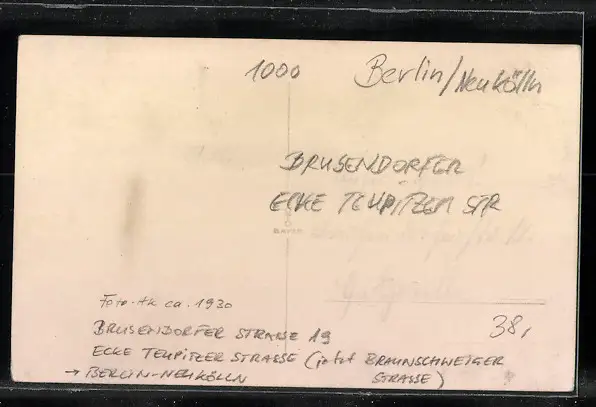 1000 Berlin/Neukölln
BRUSENDORFER
ECKE TEUPITZER STR
Foto-AK ca. 1930
BRUSENDORFER STRASSE 19
ECKE TEUPITZER STRASSE (jetzt BRAUNSCHWEIGER
→ BERLIN-NEUKÖLLN STRASSE)
38,